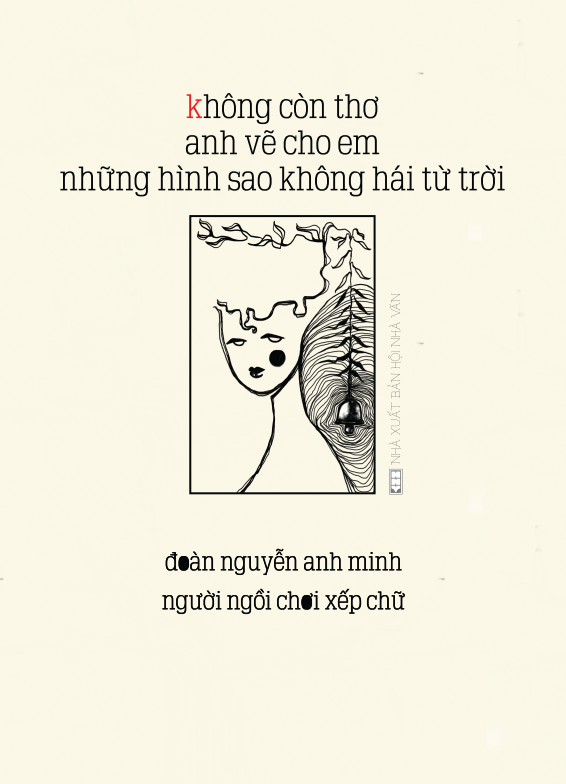 không còn thơ
anh vẽ cho em
những hình sao không hái từ trời
NHÀ XUẤT BẢN HỘI NHÀ VĂN
đoàn nguyễn anh minh
người ngồi chơi xếp chữ